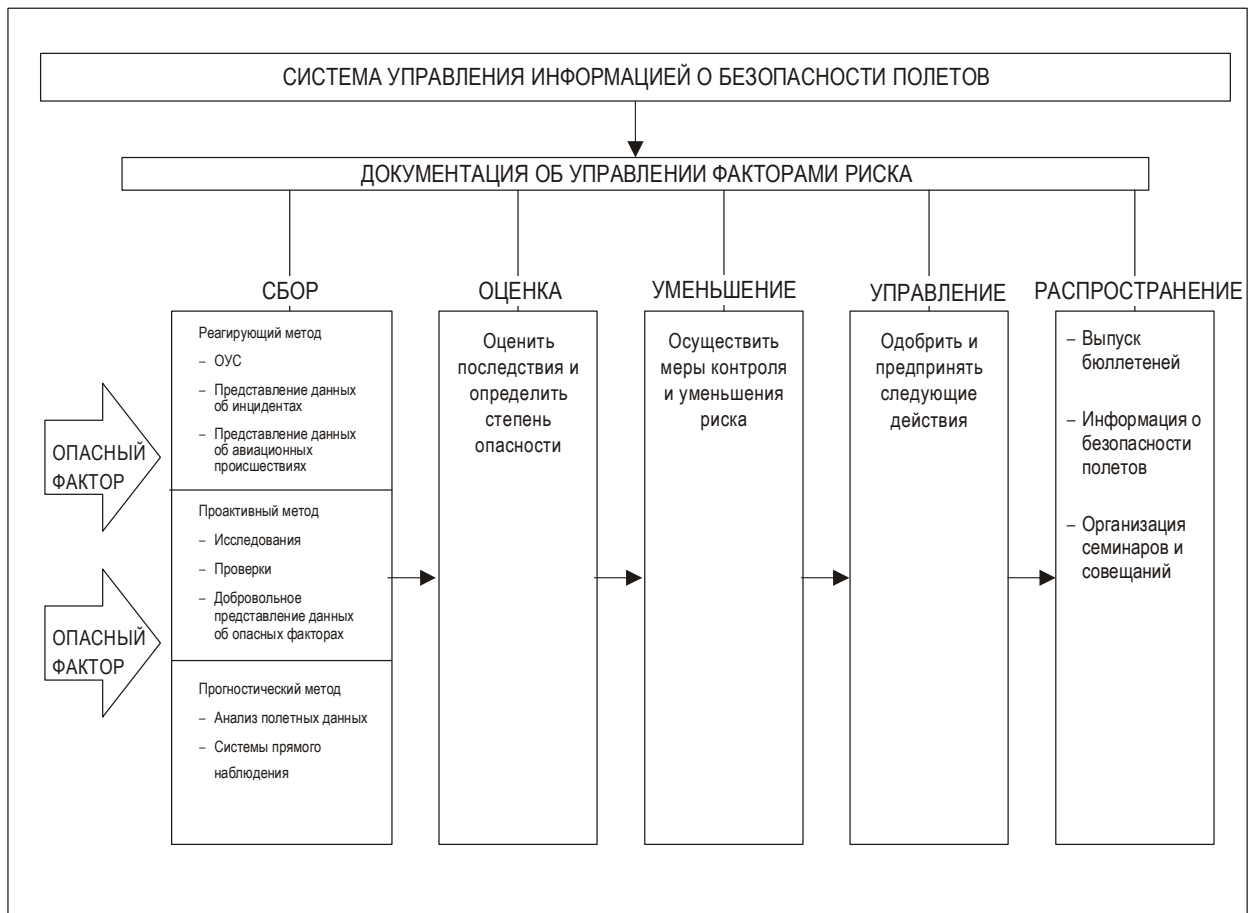 СИСТЕМА УПРАВЛЕНИЯ ИНФОРМАЦИЕЙ О БЕЗОПАСНОСТИ ПОЛЕТОВ
ДОКУМЕНТАЦИЯ ОБ УПРАВЛЕНИИ ФАКТОРАМИ РИСКА
ОПАСНЫЙ
ФАКТОР
ОПАСНЫЙ
ФАКТОР
СБОР
Реагирующий метод
– ОУС
– Представление данных
об инцидентах
– Представление данных
об авиационных
происшествиях
Проактивный метод
– Исследования
– Проверки
– Добровольное
представление данных
об опасных факторах
Прогностический метод
– Анализ полетных данных
– Системы прямого
наблюдения
ОЦЕНКА
Оценить
последствия и
определить
степень
опасности
УМЕНЬШЕНИЕ
Осуществить
меры контроля
и уменьшения
риска
УПРАВЛЕНИЕ
Одобрить и
предпринять
следующие
действия
РАСПРОСТРАНЕНИЕ
– Выпуск
бюллетеней
– Информация о
безопасности
полетов
– Организация
семинаров и
совещаний